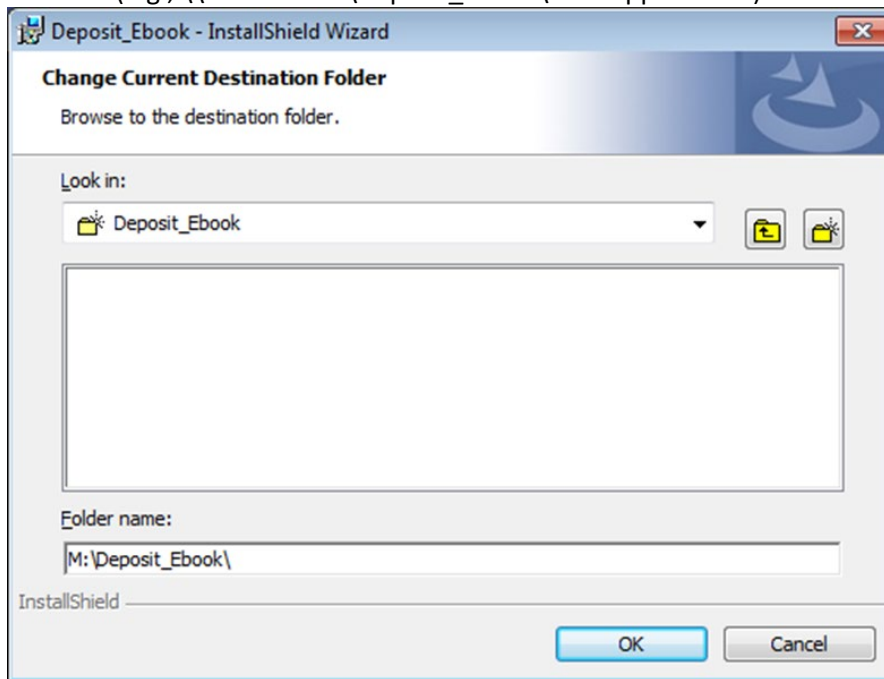 Deposit_Ebook - InstallShield Wizard
Change Current Destination Folder
Browse to the destination folder.
Look in:
Deposit_Ebook
Folder name:
M:\Deposit_Ebook\
InstallShield
OK Cancel